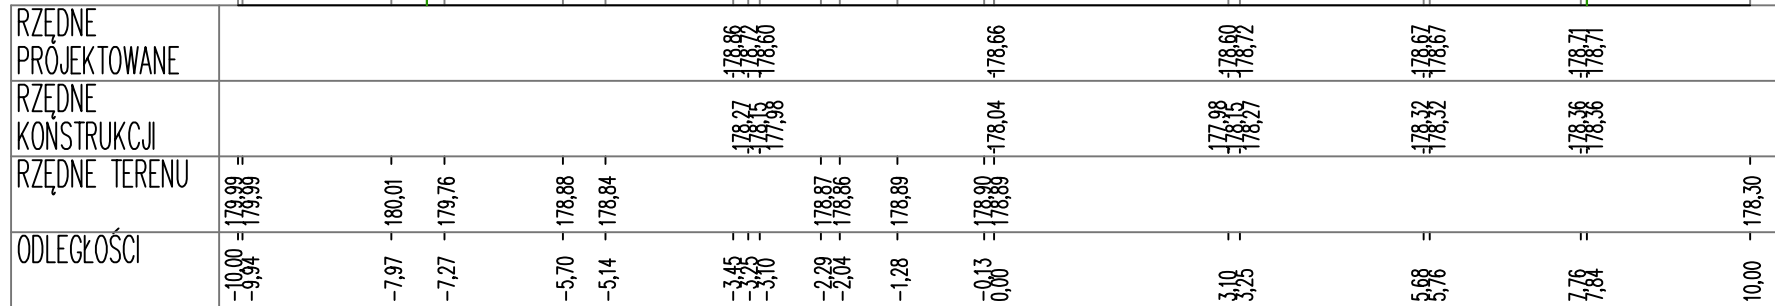 RZĘDNE
PROJEKTOWANE
178,86 178,72 178,72 178,60 178,66 178,60 178,72 178,67 178,67 178,71 178,71
RZĘDNE
KONSTRUKCJI
178,27 178,15 177,98 178,04 177,98 178,15 178,27 178,32 178,32 178,36 178,36
RZĘDNE TERENU
179,99 179,99 180,01 179,76 178,88 178,84 178,87 178,86 178,89 178,90 178,89 178,30
ODLEGŁOŚCI
-10,00 -9,94 -7,97 -7,27 -5,70 -5,14 -3,45 -3,25 -3,10 -2,29 -2,04 -1,28 -0,13 0,00 3,10 3,25 5,68 5,76 7,76 7,84 10,00